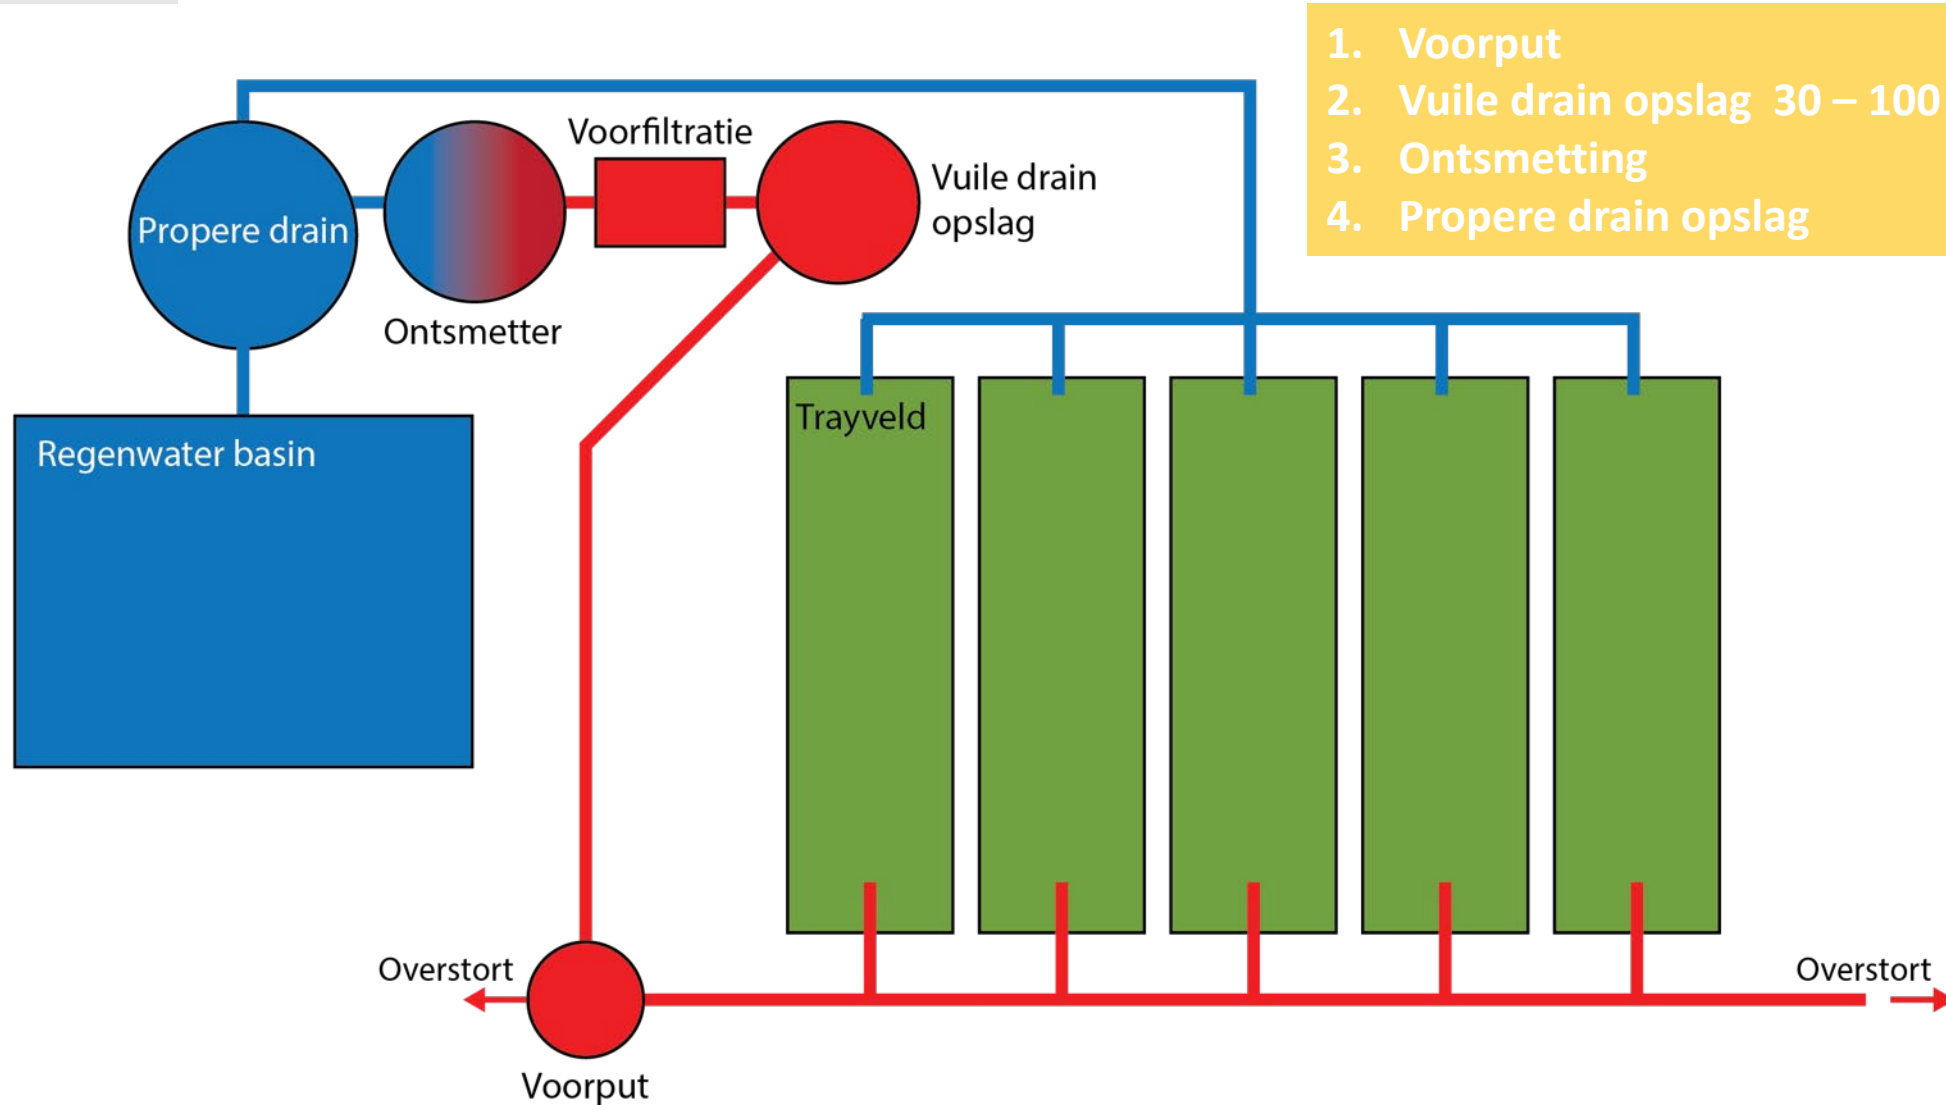 1. Voorput
2. Vuile drain opslag 30 – 100
3. Ontsmetting
4. Propere drain opslag
Voorfiltratie
Vuile drain
opslag
Propere drain
Ontsmetter
Trayveld
Regenwater basin
Overstort
Overstort
Voorput